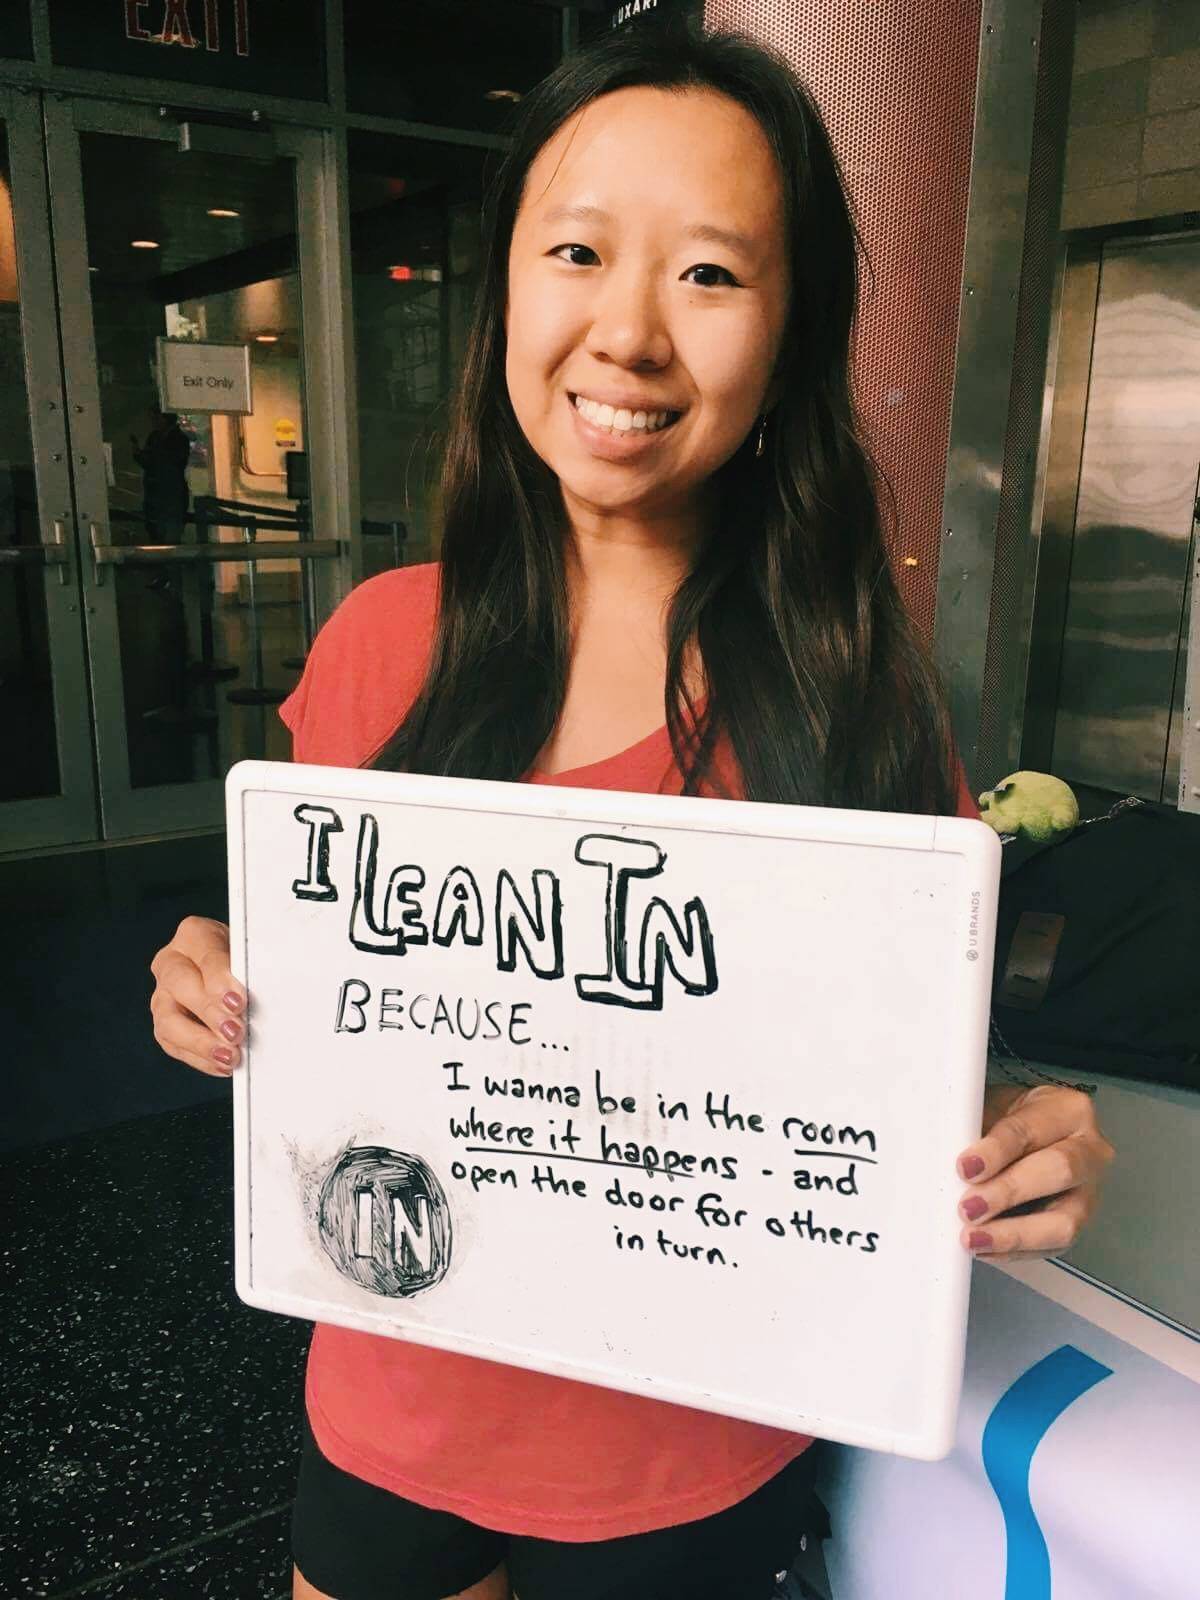 LUXARY
EXIT
Exit Only
I LEAN IN
BECAUSE...
I wanna be in the room
where it happens - and
open the door for others
in turn.
IN
U BRANDS